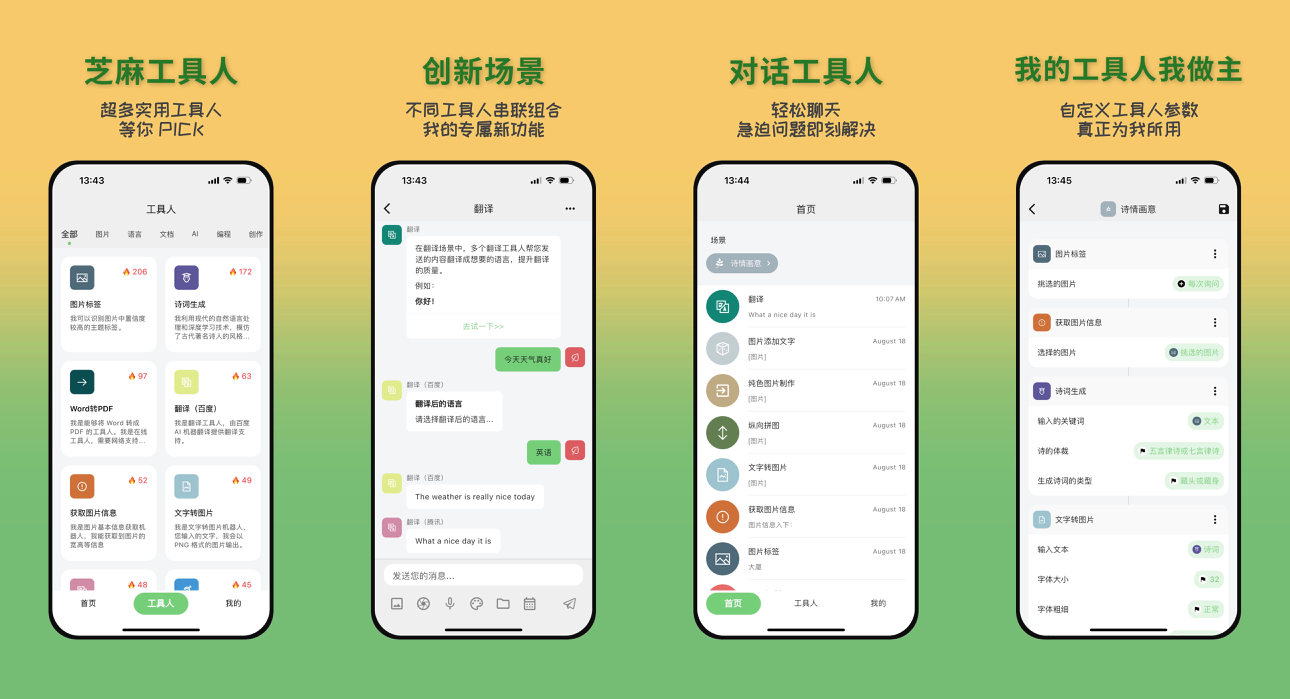 芝麻工具人
超多实用工具人
等你 PICK
13:43
工具人
全部 图片 语言 文档 AI 编程 创作
206
图片标签
我可以识别图片中置信度
较高的主题标签。
172
诗词生成
我利用现代的自然语言处
理和深度学习技术，模仿
了古代著名诗人的风格...
97
Word转PDF
我是能够将 Word 转成
PDF 的工具人。我是在线
工具人，需要网络支持...
63
翻译（百度）
我是翻译工具人，由百度
AI 机器翻译提供翻译支
持。
52
获取图片信息
我是图片基本信息获取机
器人，我能获取到图片的
宽高等信息
49
文字转图片
我是文字转图片机器人。
您输入的文字，我会以
PNG 格式的图片输出。
48
45
首页 工具人 我的
创新场景
不同工具人串联组合
我的专属新功能
13:43
翻译
翻译
在翻译场景中，多个翻译工具人帮您发
送的内容翻译成想要的语言，提升翻译
的质量。
例如：
你好！
去试一下>>
今天天气真好
翻译（百度）
翻译后的语言
请选择翻译后的语言...
英语
翻译（百度）
The weather is really nice today
翻译（腾讯）
What a nice day it is
发送您的消息...
对话工具人
轻松聊天
急迫问题即刻解决
13:44
首页
场景
诗情画意
翻译 10:07 AM
What a nice day it is
图片添加文字 August 18
[图片]
纯色图片制作 August 18
[图片]
纵向拼图 August 18
[图片]
文字转图片 August 18
[图片]
获取图片信息 August 18
图片信息入下：
图片标签 August 18
大厦
首页 工具人 我的
我的工具人我做主
自定义工具人参数
真正为我所用
13:45
诗情画意
图片标签
挑选的图片 每次询问
获取图片信息
选择的图片 挑选的图片
诗词生成
输入的关键词 文本
诗的体裁 五言律诗或七言律诗
生成诗词的类型 藏头或藏身
文字转图片
输入文本 诗词
字体大小 32
字体粗细 正常